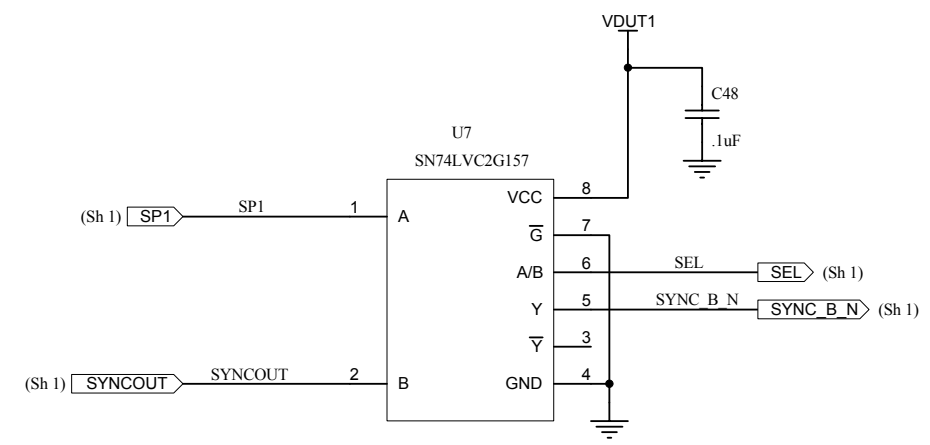 VDUT1
C48
.1uF
U7
SN74LVC2G157
VCC 8
(Sh 1) SP1 SP1 1 A
G̅ 7
A/B 6 SEL SEL (Sh 1)
Y 5 SYNC_B_N SYNC_B_N (Sh 1)
Y̅ 3
(Sh 1) SYNCOUT SYNCOUT 2 B
GND 4